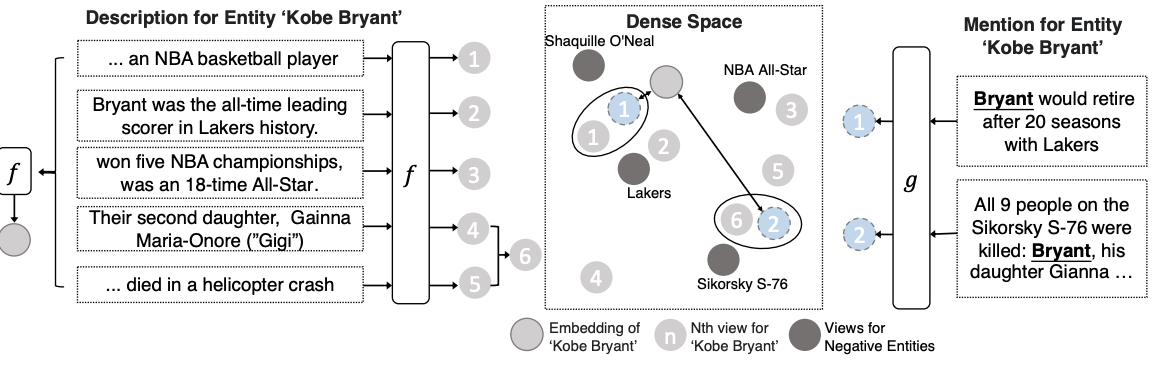 Description for Entity ‘Kobe Bryant’
... an NBA basketball player
Bryant was the all-time leading
scorer in Lakers history.
won five NBA championships,
was an 18-time All-Star.
Their second daughter, Gainna
Maria-Onore ("Gigi")
... died in a helicopter crash
f
f
1
2
3
4
5
6
Dense Space
Shaquille O'Neal
NBA All-Star
1
1
3
2
Lakers
5
6
2
Sikorsky S-76
4
Embedding of
‘Kobe Bryant’
n
Nth view for
‘Kobe Bryant’
Views for
Negative Entities
Mention for Entity
‘Kobe Bryant’
1
2
g
Bryant would retire
after 20 seasons
with Lakers
All 9 people on the
Sikorsky S-76 were
killed: Bryant, his
daughter Gianna ...